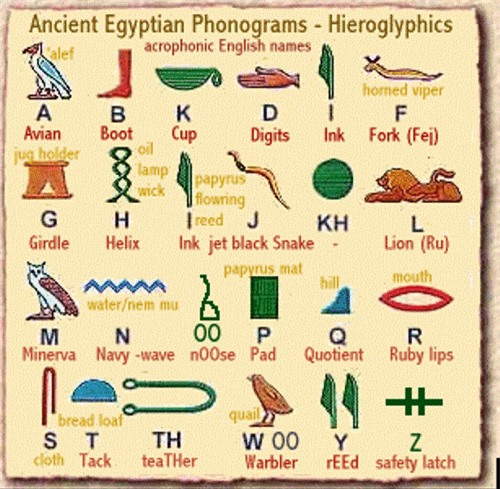 Ancient Egyptian Phonograms - Hieroglyphics
acrophonic English names
'alef
horned viper
A B K D I F
Avian Boot Cup Digits Ink Fork (Fej)
jug holder
oil
lamp
wick
papyrus
flowring
reed
G H I J KH L
Girdle Helix Ink jet black Snake - Lion (Ru)
papyrus mat
hill
mouth
water/nem mu
M N OO P Q R
Minerva Navy -wave nOOse Pad Quotient Ruby lips
quail
bread loaf
S T TH W OO Y Z
cloth Tack teaTHer Warbler rEEd safety latch